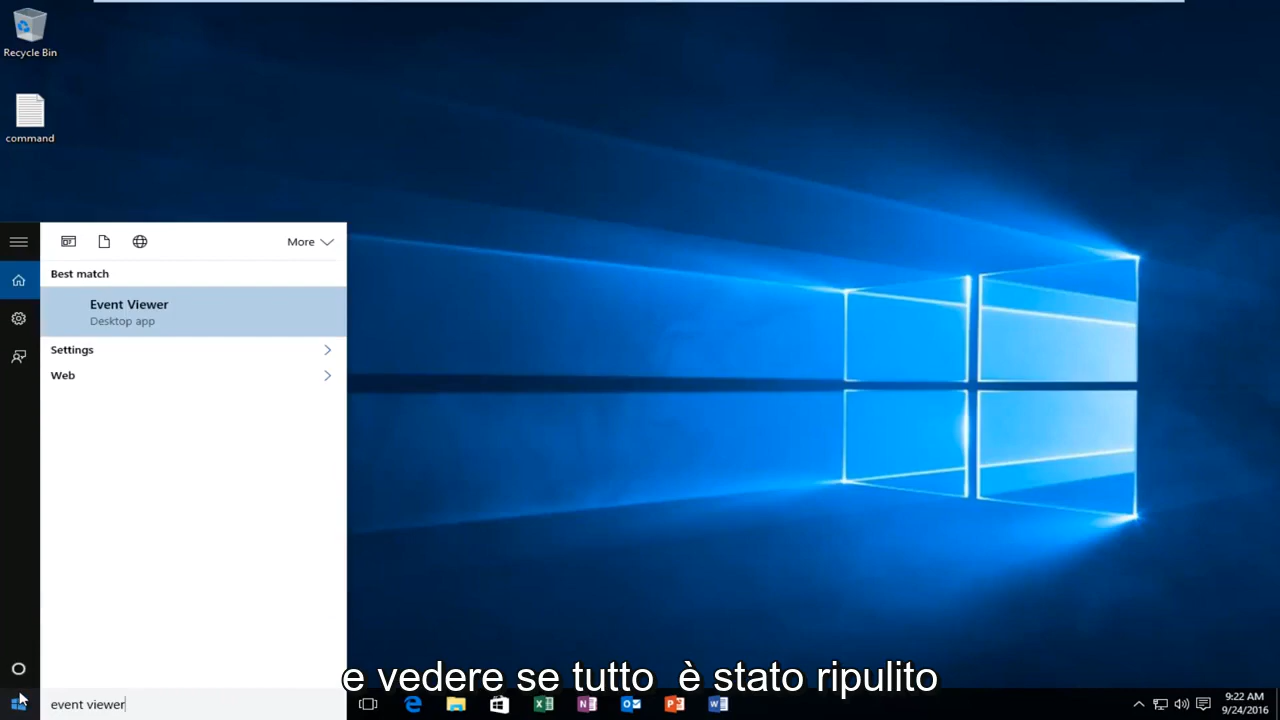 Recycle Bin
command
More
Best match
Event Viewer
Desktop app
Settings
Web
e vedere se tutto è stato ripulito
event viewer
9:22 AM
9/24/2016